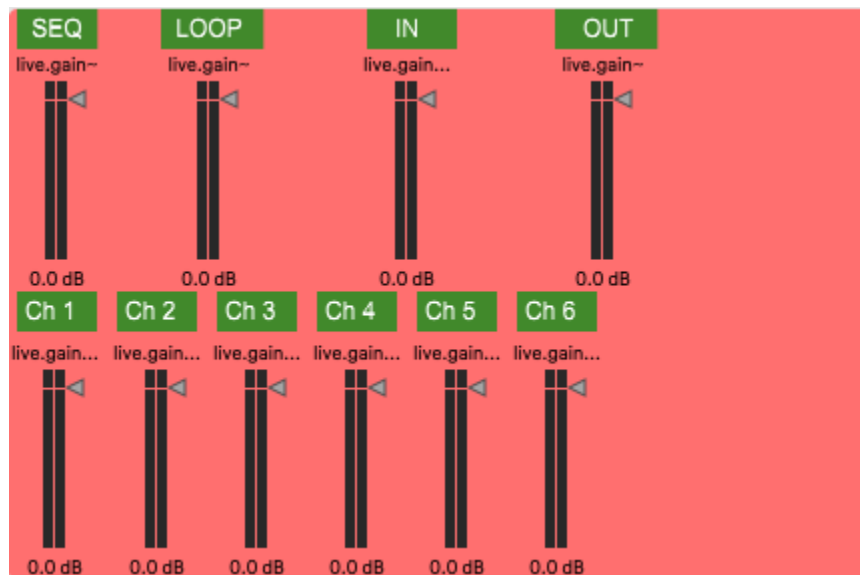 SEQ LOOP IN OUT
live.gain~ live.gain~ live.gain... live.gain~
0.0 dB 0.0 dB 0.0 dB 0.0 dB
Ch 1 Ch 2 Ch 3 Ch 4 Ch 5 Ch 6
live.gain... live.gain... live.gain... live.gain... live.gain... live.gain...
0.0 dB 0.0 dB 0.0 dB 0.0 dB 0.0 dB 0.0 dB